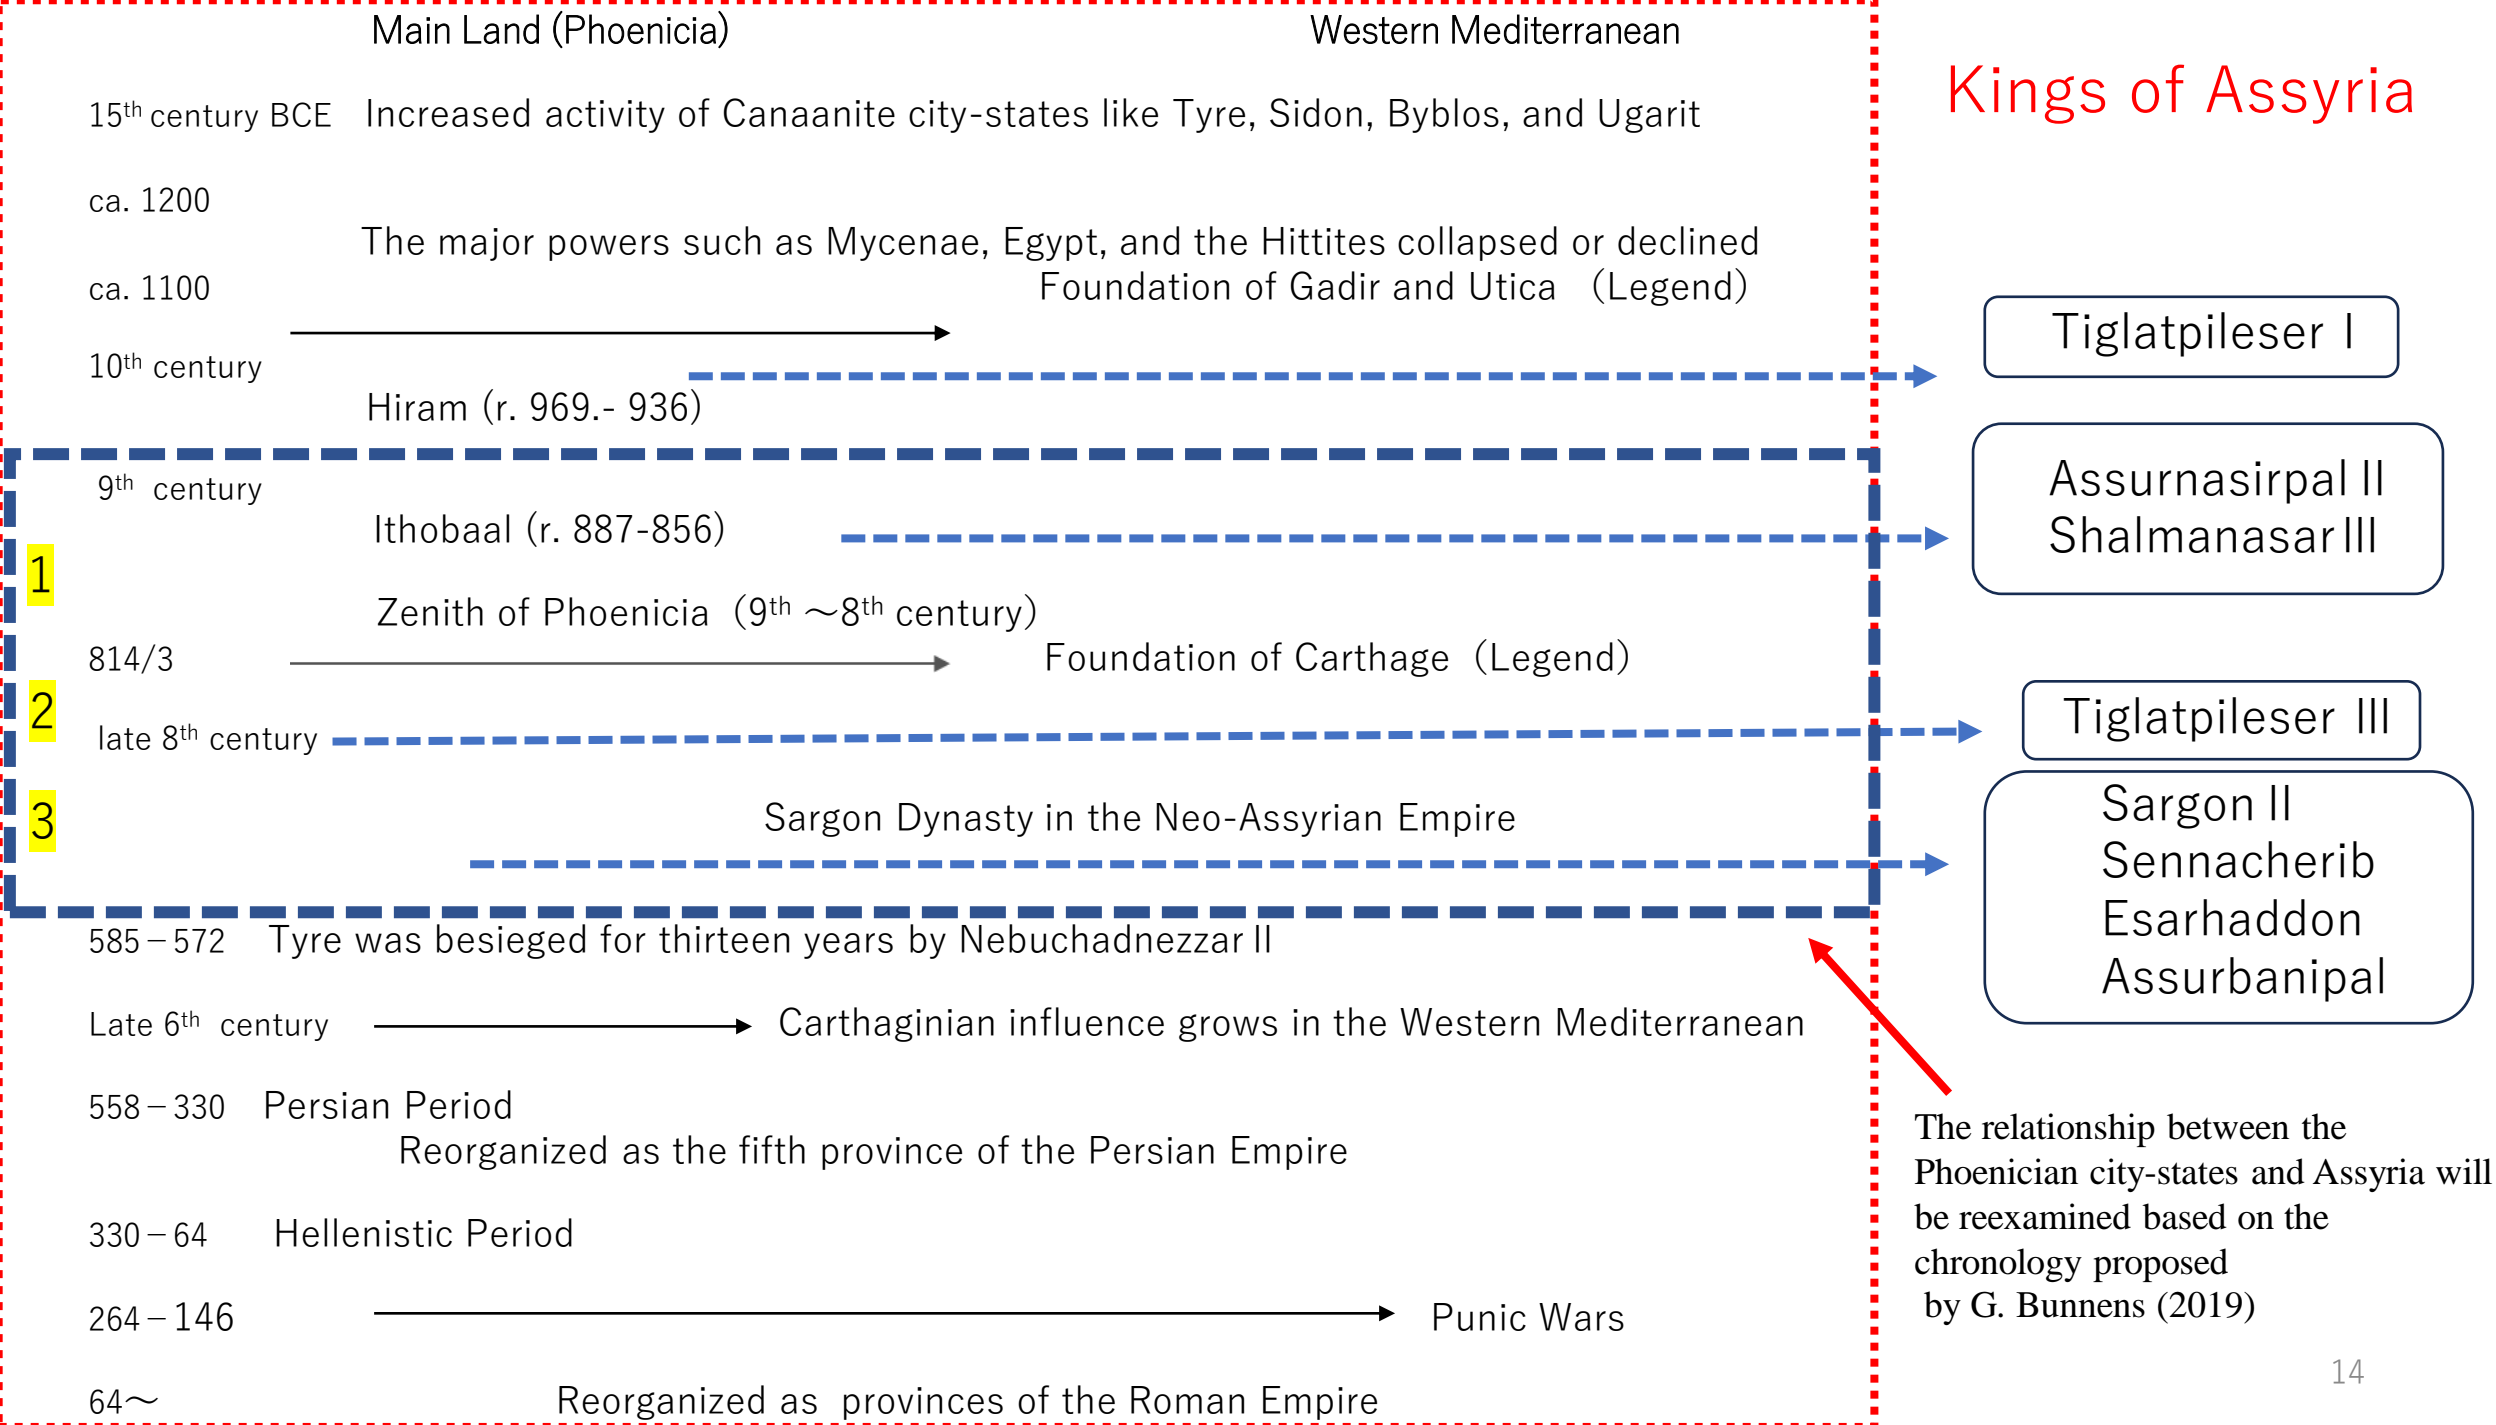 Main Land (Phoenicia) Western Mediterranean
Kings of Assyria
15th century BCE Increased activity of Canaanite city-states like Tyre, Sidon, Byblos, and Ugarit
ca. 1200
The major powers such as Mycenae, Egypt, and the Hittites collapsed or declined
ca. 1100 Foundation of Gadir and Utica （Legend）
Tiglatpileser I
10th century
Hiram (r. 969.- 936)
9th century
Assurnasirpal II
Ithobaal (r. 887-856)
Shalmanasar III
1
Zenith of Phoenicia （9th ～8th century）
814/3 Foundation of Carthage （Legend）
2
late 8th century
Tiglatpileser III
3
Sargon Dynasty in the Neo-Assyrian Empire
Sargon II
Sennacherib
Esarhaddon
Assurbanipal
585－572 Tyre was besieged for thirteen years by Nebuchadnezzar II
Late 6th century Carthaginian influence grows in the Western Mediterranean
558－330 Persian Period
Reorganized as the fifth province of the Persian Empire
330－64 Hellenistic Period
264－146 Punic Wars
64～ Reorganized as provinces of the Roman Empire
The relationship between the
Phoenician city-states and Assyria will
be reexamined based on the
chronology proposed
by G. Bunnens (2019)
14